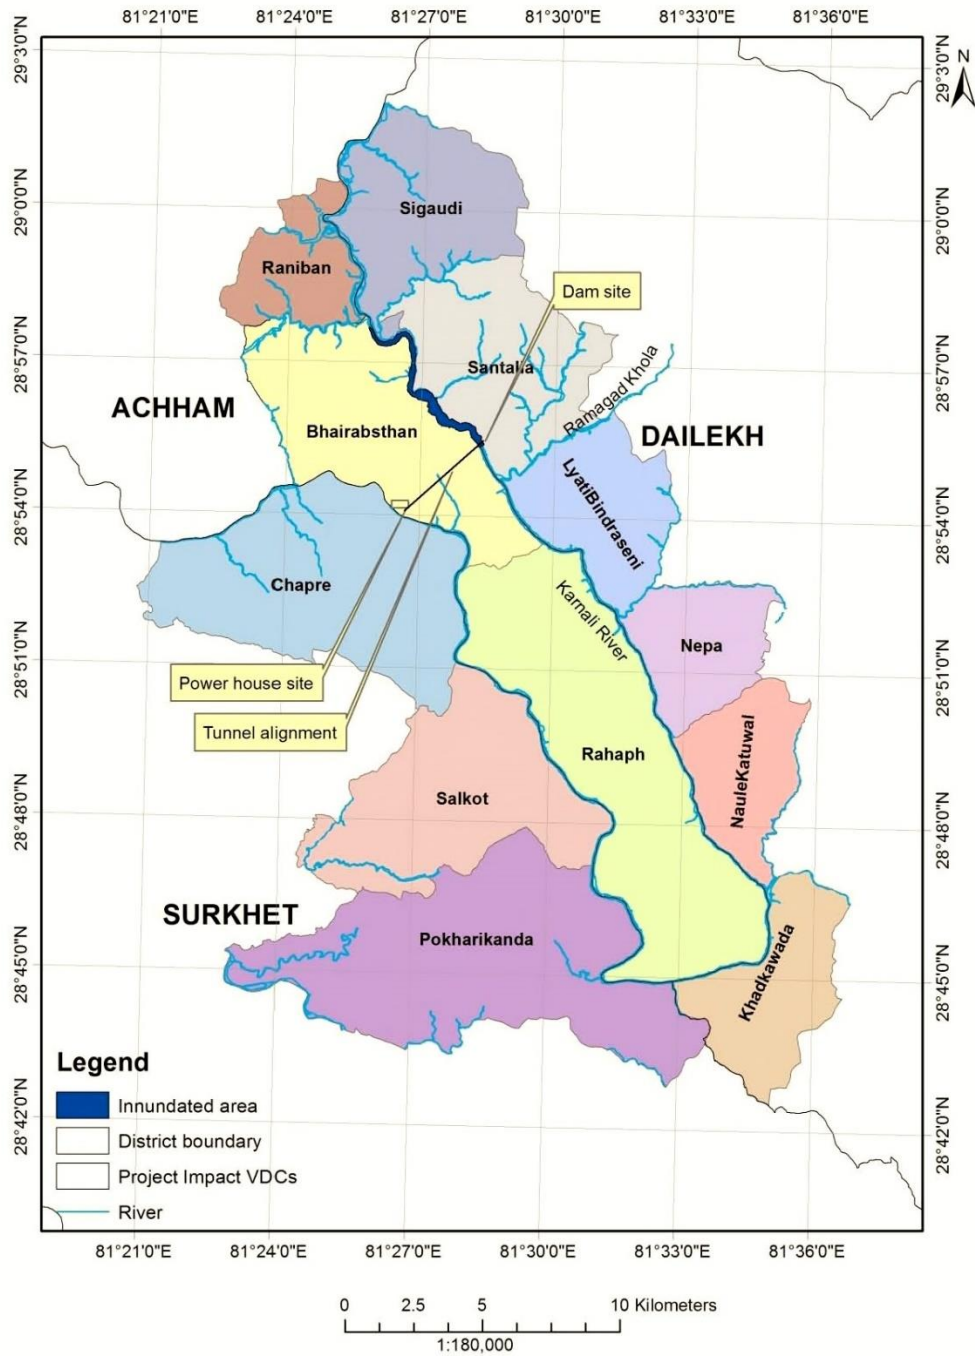 81°21'0"E 81°24'0"E 81°27'0"E 81°30'0"E 81°33'0"E 81°36'0"E
29°3'0"N
29°3'0"N
N
Sigaudi
29°0'0"N
29°0'0"N
Raniban
Dam site
28°57'0"N
28°57'0"N
Santalla
Ramagad Khola
ACHHAM
Bhairabsthan
DAILEKH
LyatiBindraseni
28°54'0"N
28°54'0"N
Chapre
Karnali River
Nepa
28°51'0"N
28°51'0"N
Power house site
Tunnel alignment
Rahaph
NauleKatuwal
Salkot
28°48'0"N
28°48'0"N
SURKHET
Pokharikanda
Khadkawada
28°45'0"N
28°45'0"N
Legend
Innundated area
District boundary
Project Impact VDCs
River
28°42'0"N
28°42'0"N
81°21'0"E 81°24'0"E 81°27'0"E 81°30'0"E 81°33'0"E 81°36'0"E
0 2.5 5 10 Kilometers
1:180,000